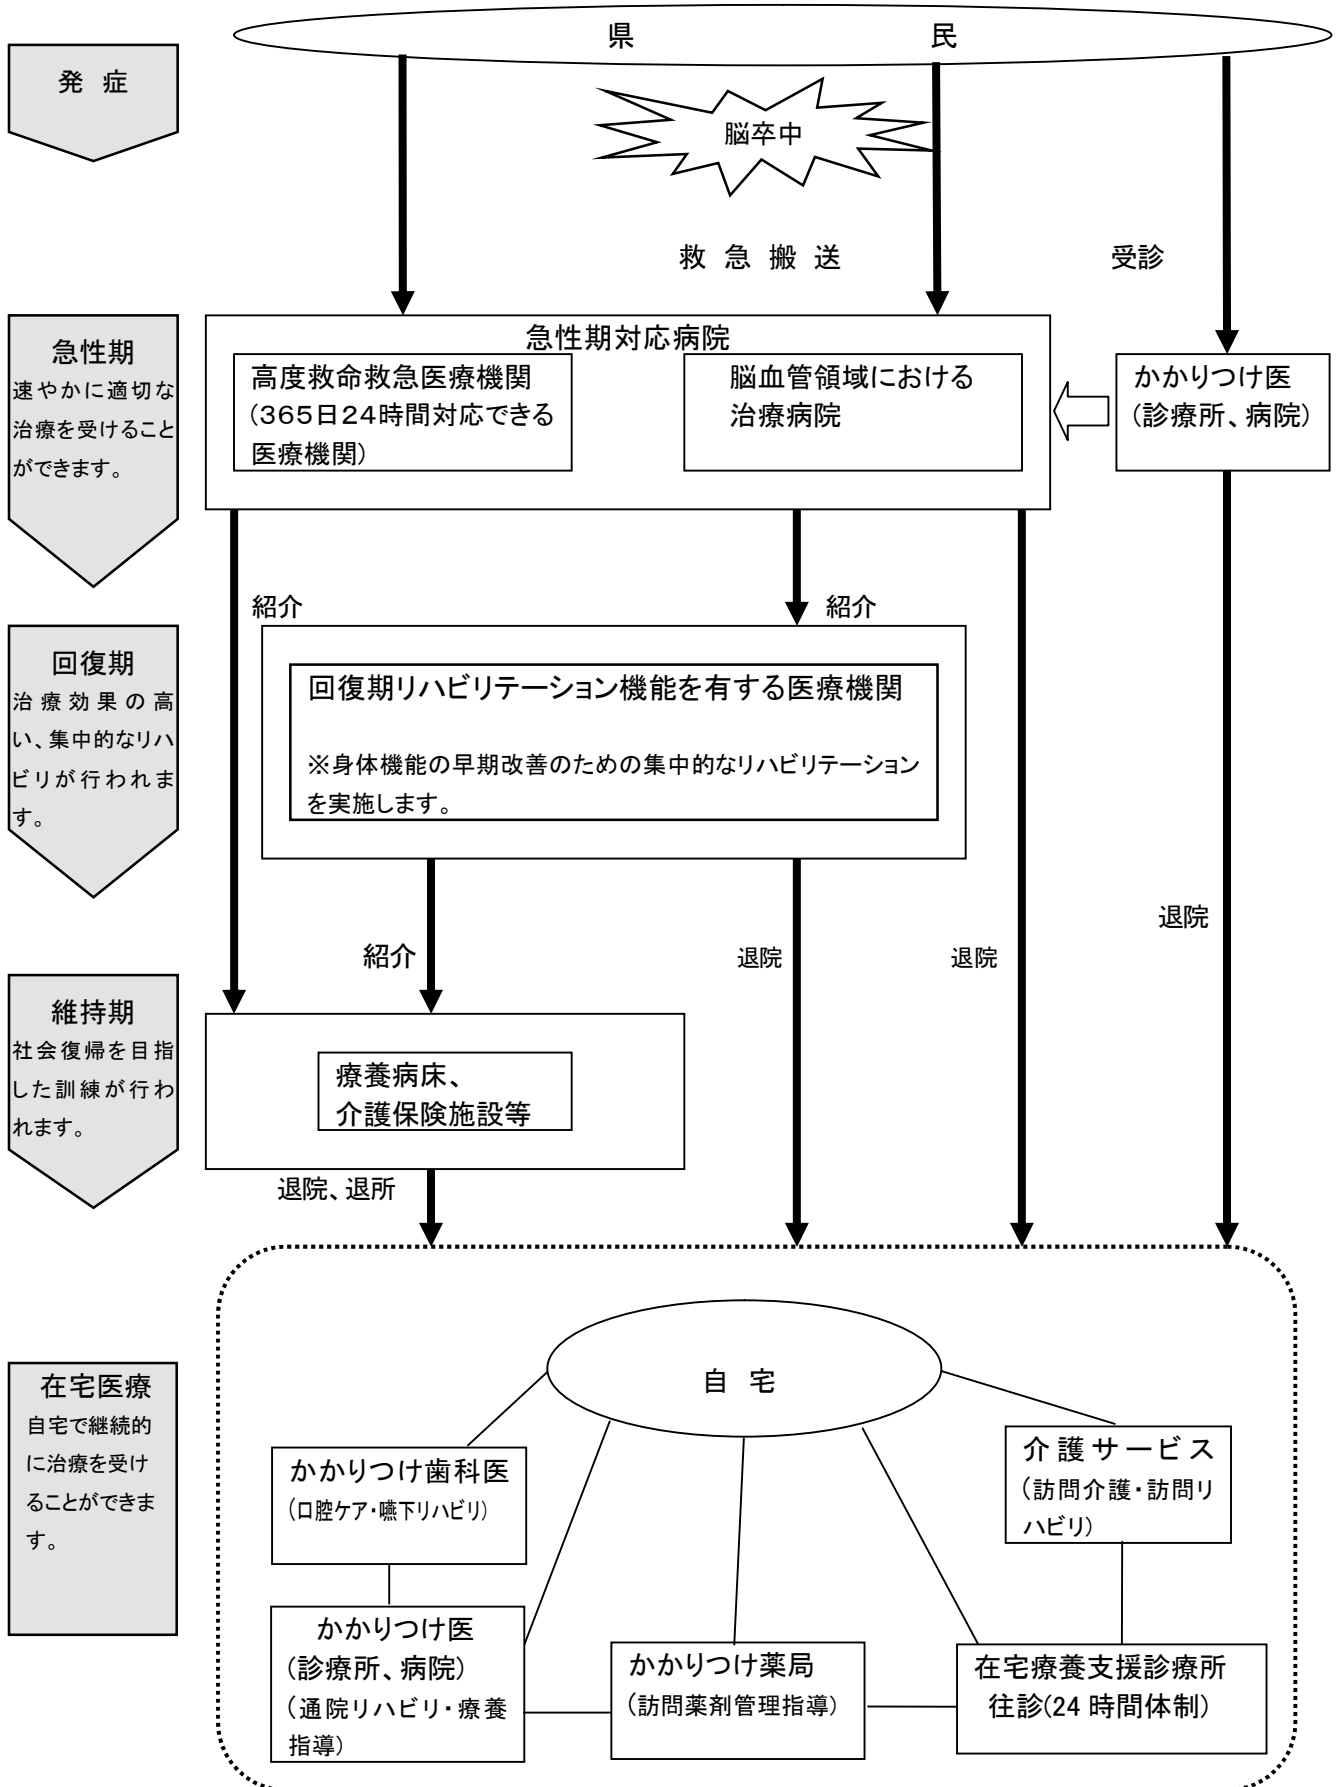 県 民
発 症
脳卒中
救 急 搬 送
受診
急性期
速やかに適切な
治療を受けること
ができます。
急性期対応病院
高度救命救急医療機関
(365日24時間対応できる
医療機関)
脳血管領域における
治療病院
かかりつけ医
(診療所、病院)
紹介
紹介
回復期
治療効果の高
い、集中的なリハ
ビリが行われま
す。
回復期リハビリテーション機能を有する医療機関
※身体機能の早期改善のための集中的なリハビリテーション
を実施します。
紹介
退院
退院
退院
維持期
社会復帰を目指
した訓練が行わ
れます。
療養病床、
介護保険施設等
退院、退所
在宅医療
自宅で継続的
に治療を受け
ることができま
す。
自 宅
かかりつけ歯科医
(口腔ケア・嚥下リハビリ)
介護サービス
(訪問介護・訪問リ
ハビリ)
かかりつけ医
(診療所、病院)
(通院リハビリ・療養
指導)
かかりつけ薬局
(訪問薬剤管理指導)
在宅療養支援診療所
往診(24時間体制)